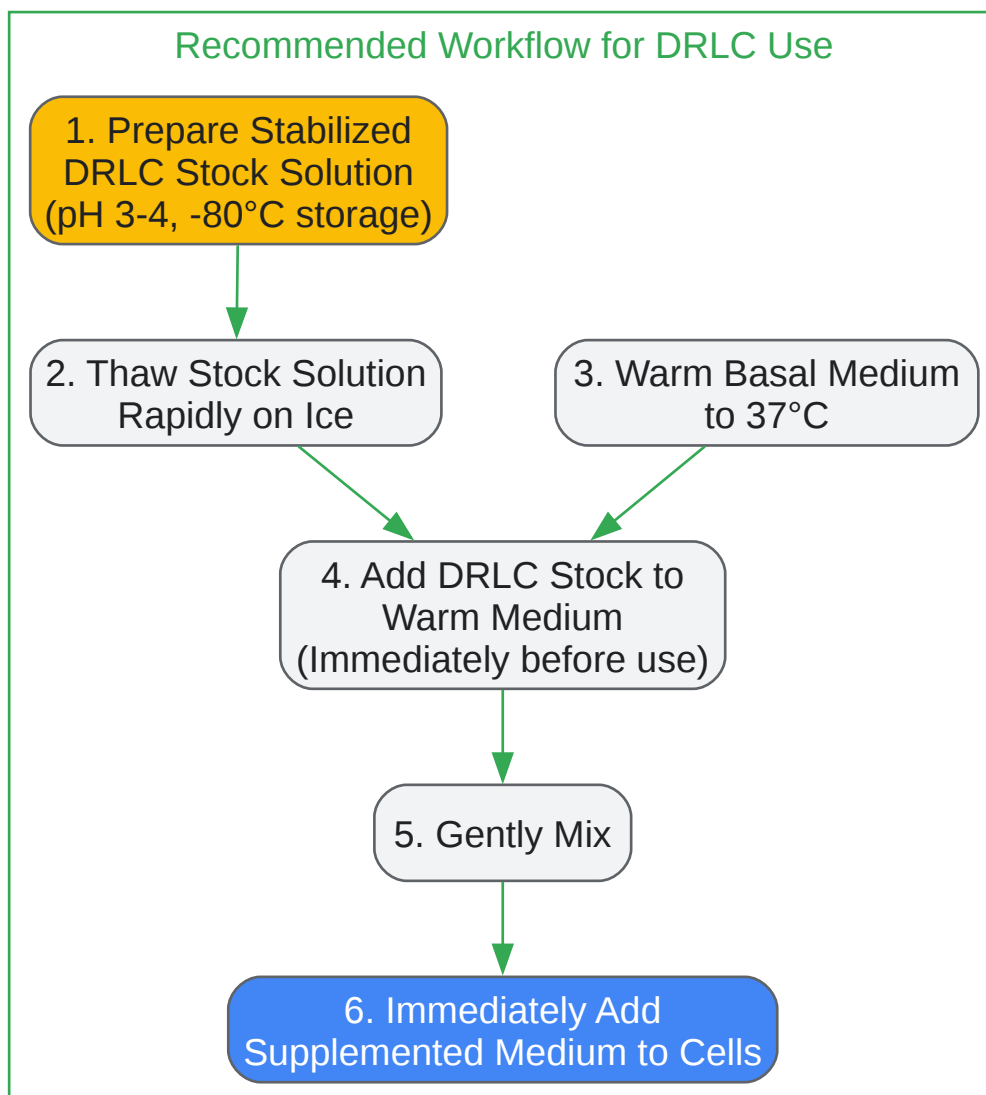 Recommended Workflow for DRLC Use
1. Prepare Stabilized
DRLC Stock Solution
(pH 3-4, -80°C storage)
2. Thaw Stock Solution
Rapidly on Ice
3. Warm Basal Medium
to 37°C
4. Add DRLC Stock to
Warm Medium
(Immediately before use)
5. Gently Mix
6. Immediately Add
Supplemented Medium to Cells